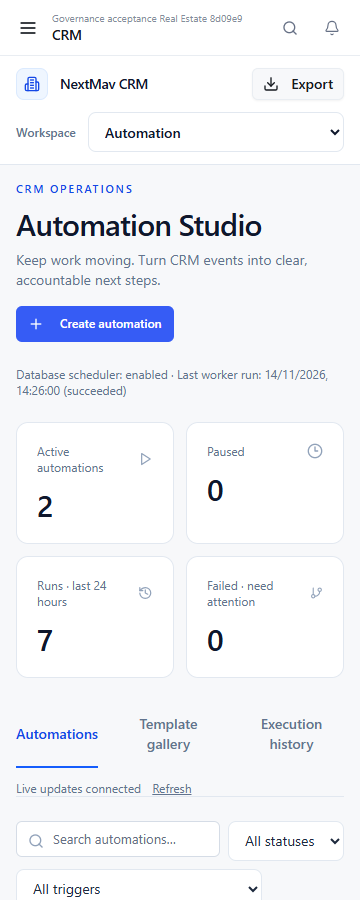 Governance acceptance Real Estate 8d09e9
CRM
NextMav CRM
Export
Workspace
Automation
CRM OPERATIONS
Automation Studio
Keep work moving. Turn CRM events into clear,
accountable next steps.
Create automation
Database scheduler: enabled · Last worker run: 14/11/2026,
14:26:00 (succeeded)
Active
automations
2
Paused
0
Runs · last 24
hours
7
Failed · need
attention
0
Automations
Template
gallery
Execution
history
Live updates connected
Refresh
Search automations...
All statuses
All triggers